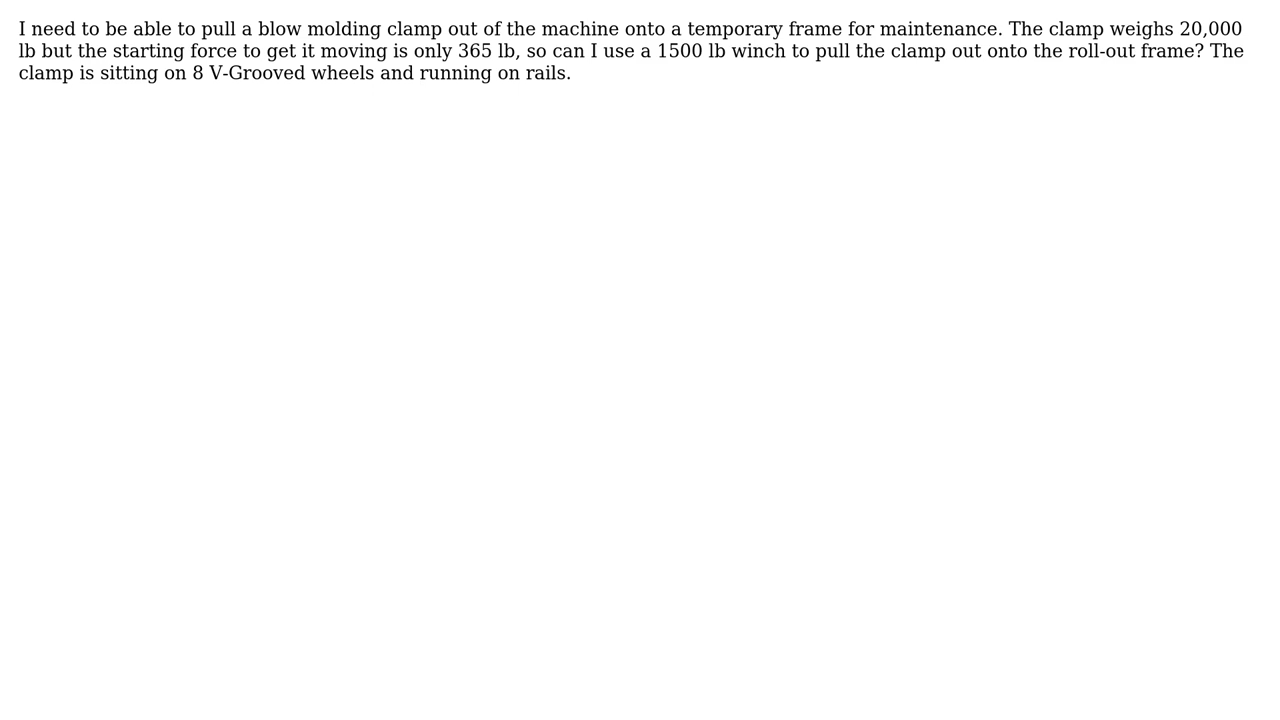 I need to be able to pull a blow molding clamp out of the machine onto a temporary frame for maintenance. The clamp weighs 20,000
lb but the starting force to get it moving is only 365 lb, so can I use a 1500 lb winch to pull the clamp out onto the roll-out frame? The
clamp is sitting on 8 V-Grooved wheels and running on rails.